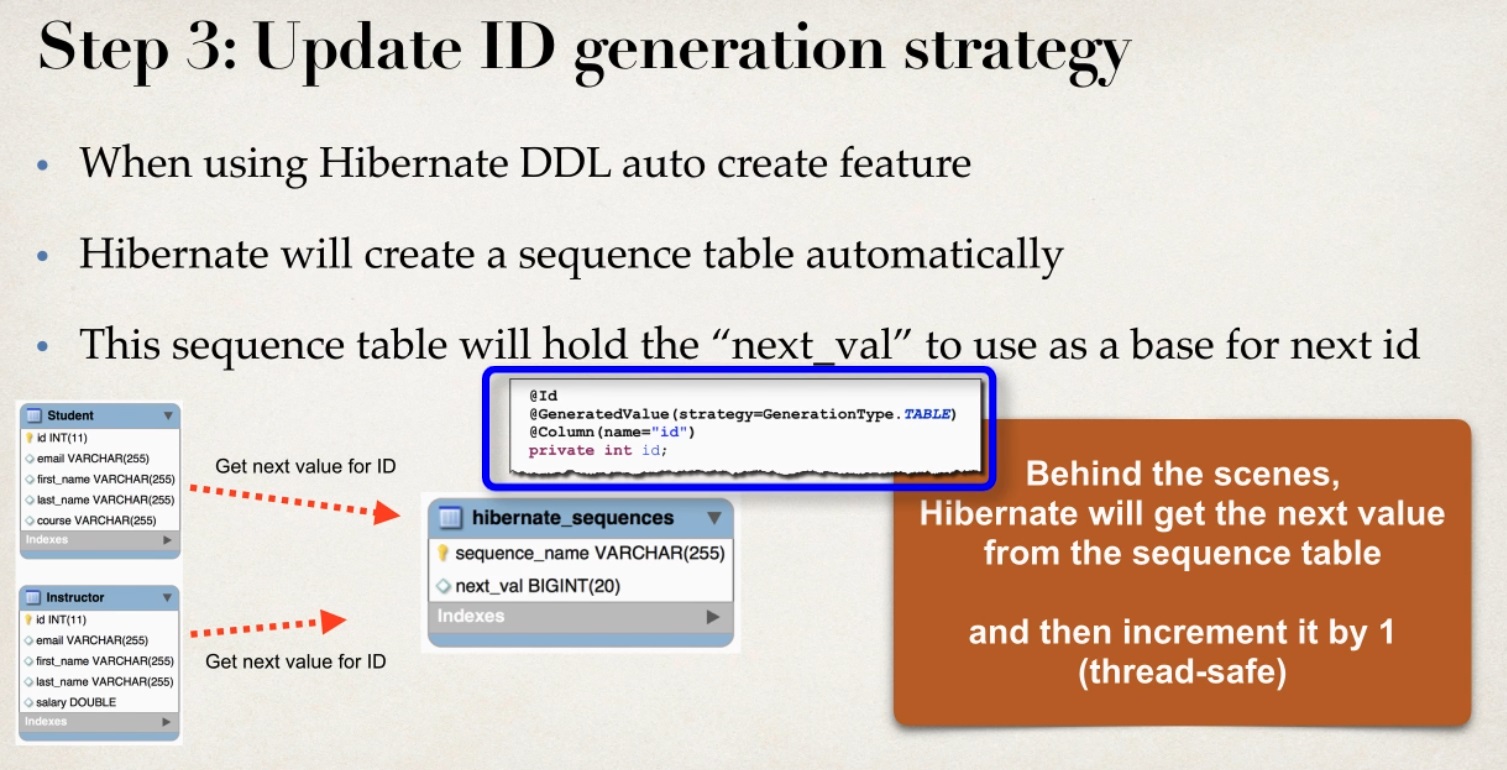 Step 3: Update ID generation strategy
• When using Hibernate DDL auto create feature
• Hibernate will create a sequence table automatically
• This sequence table will hold the “next_val” to use as a base for next id
@Id
@GeneratedValue(strategy=GenerationType.TABLE)
@Column(name="id")
private int id;
Student
id INT(11)
email VARCHAR(255)
first_name VARCHAR(255)
last_name VARCHAR(255)
course VARCHAR(255)
Indexes
Get next value for ID
hibernate_sequences
sequence_name VARCHAR(255)
next_val BIGINT(20)
Indexes
Instructor
id INT(11)
email VARCHAR(255)
first_name VARCHAR(255)
last_name VARCHAR(255)
salary DOUBLE
Indexes
Get next value for ID
Behind the scenes,
Hibernate will get the next value
from the sequence table
and then increment it by 1
(thread-safe)